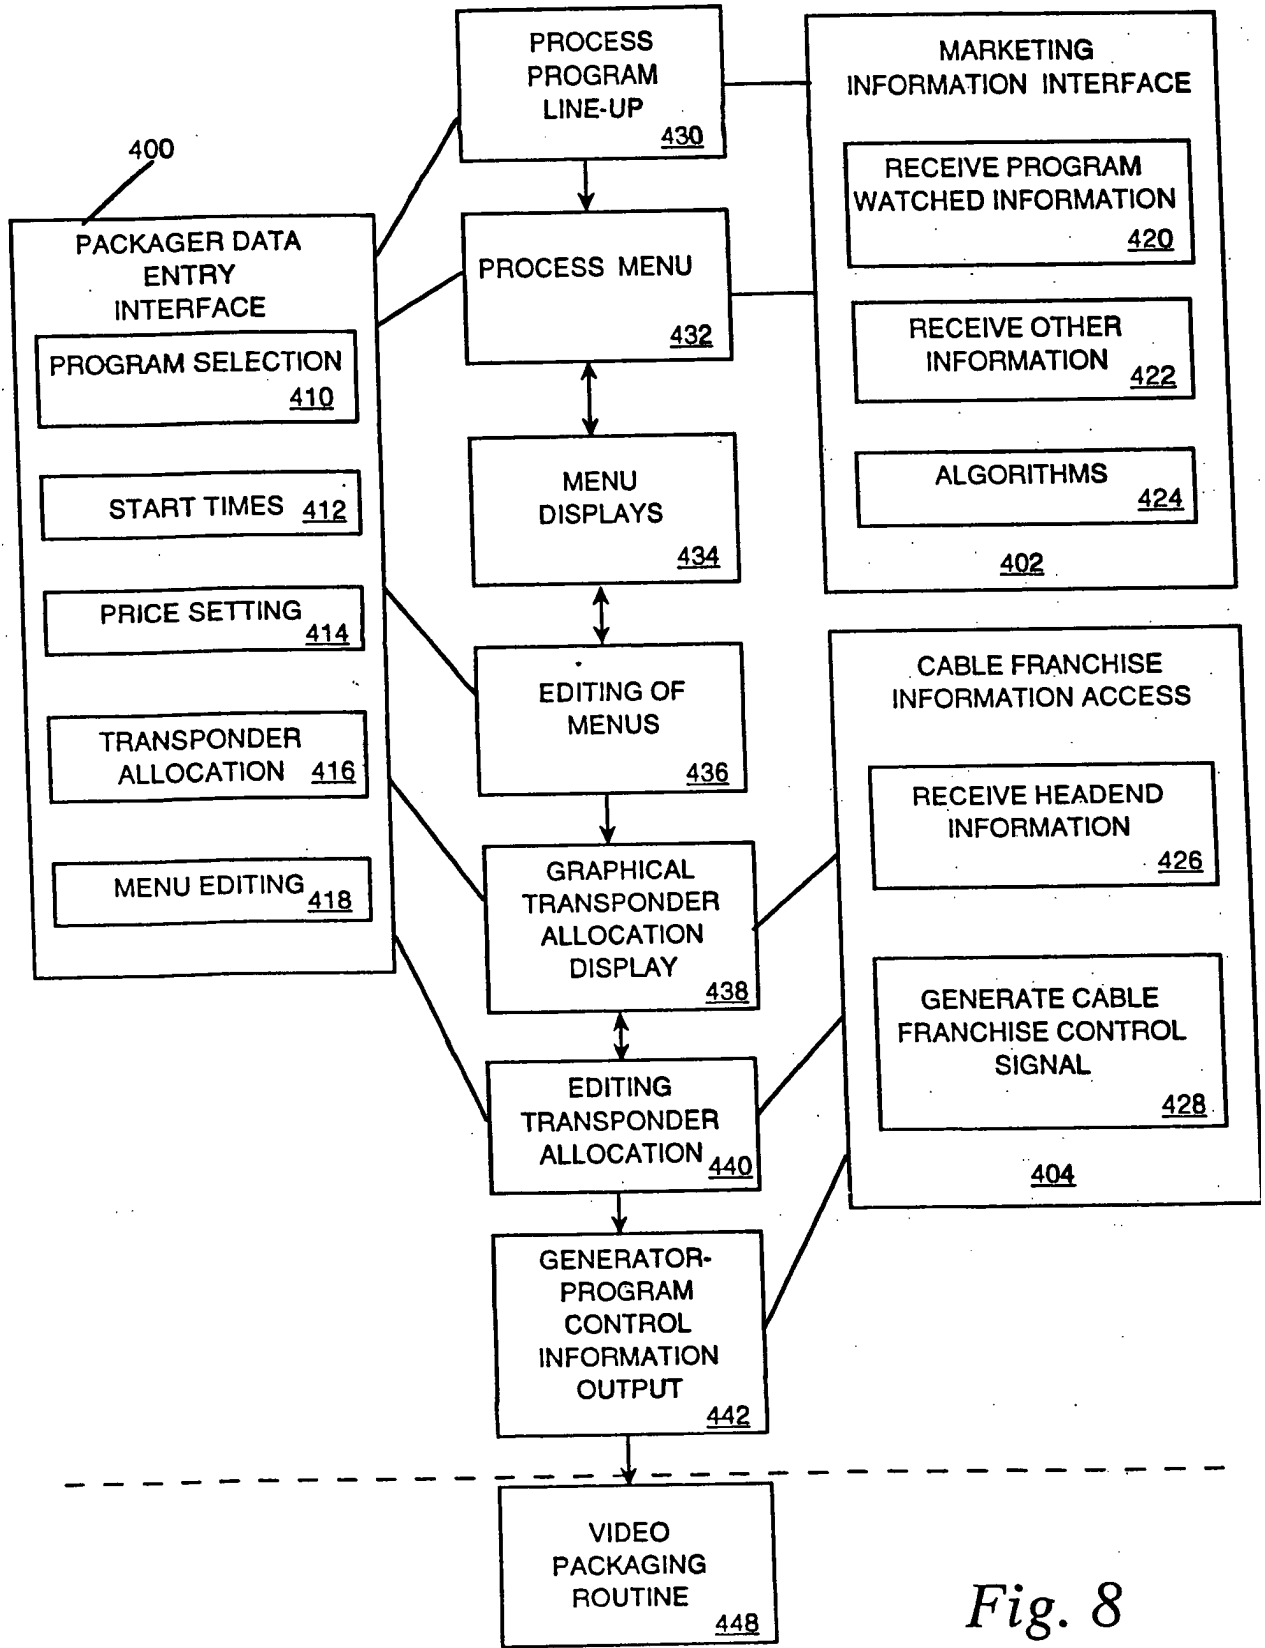 PROCESS
PROGRAM
LINE-UP
430
MARKETING
INFORMATION INTERFACE
RECEIVE PROGRAM
WATCHED INFORMATION
420
RECEIVE OTHER
INFORMATION
422
ALGORITHMS
424
402
400
PACKAGER DATA
ENTRY
INTERFACE
PROGRAM SELECTION
410
START TIMES 412
PRICE SETTING
414
TRANSPONDER
ALLOCATION 416
MENU EDITING
418
PROCESS MENU
432
MENU
DISPLAYS
434
EDITING OF
MENUS
436
GRAPHICAL
TRANSPONDER
ALLOCATION
DISPLAY
438
EDITING
TRANSPONDER
ALLOCATION 440
CABLE FRANCHISE
INFORMATION ACCESS
RECEIVE HEADEND
INFORMATION
426
GENERATE CABLE
FRANCHISE CONTROL
SIGNAL
428
404
GENERATOR-
PROGRAM
CONTROL
INFORMATION
OUTPUT
442
VIDEO
PACKAGING
ROUTINE
448
Fig. 8